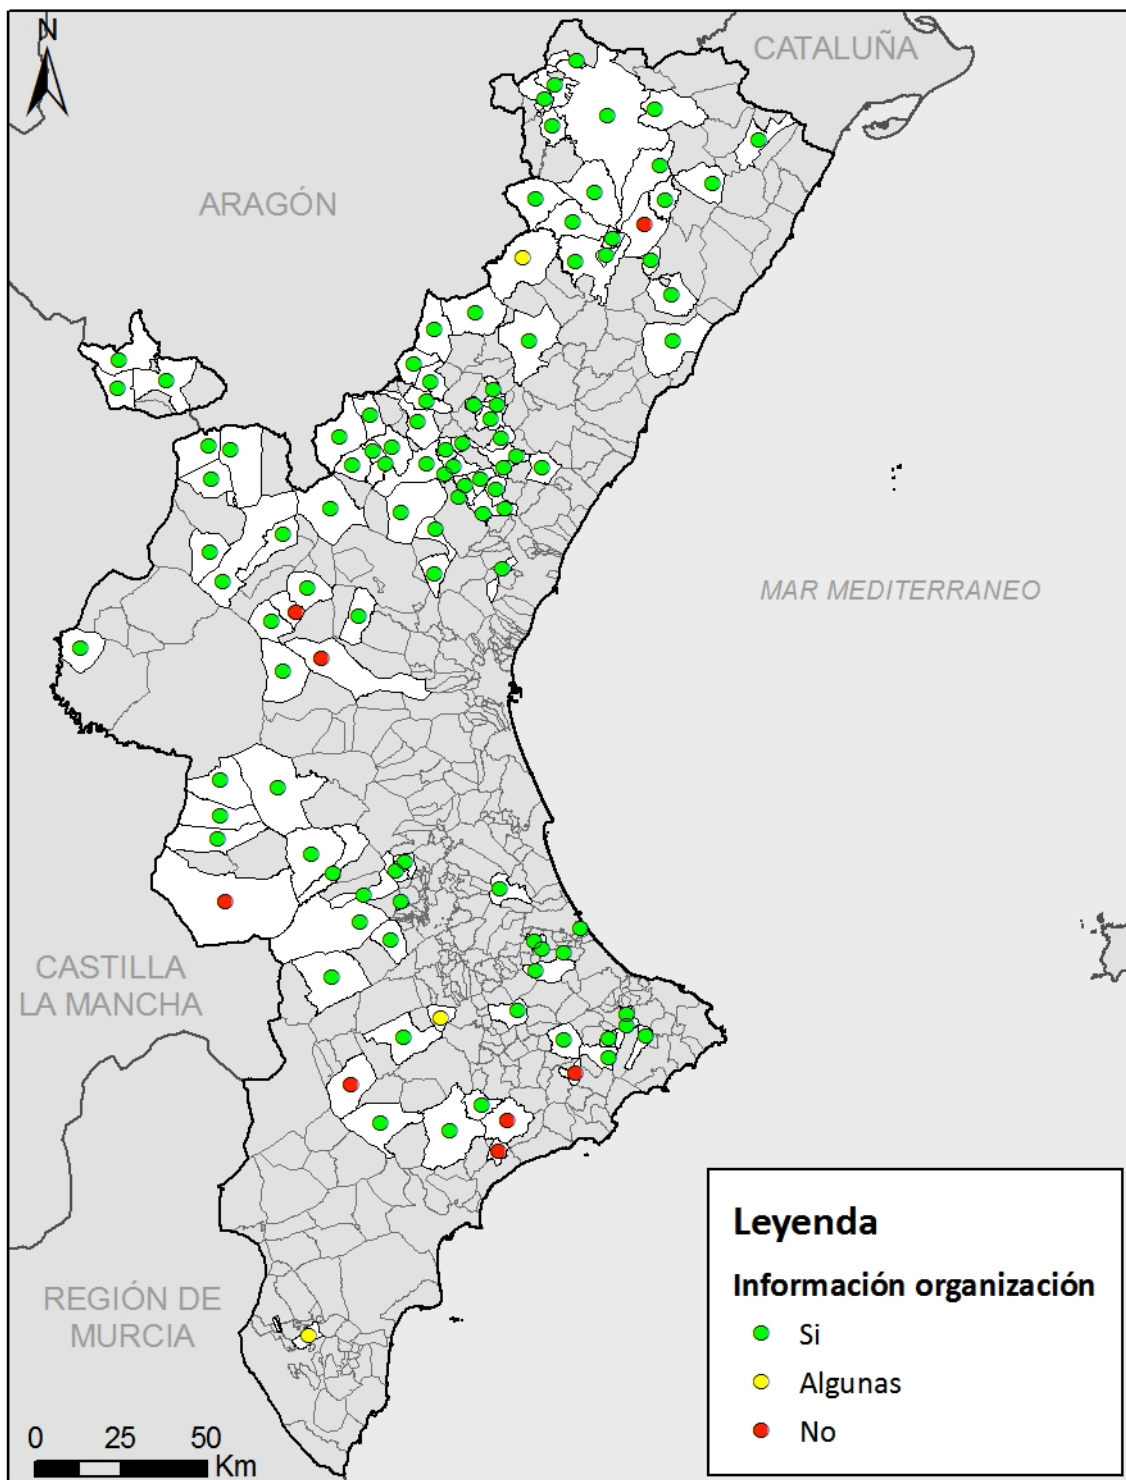 N
CATALUÑA
ARAGÓN
MAR MEDITERRANEO
CASTILLA
LA MANCHA
REGIÓN DE
MURCIA
Leyenda
Información organización
Si
Algunas
No
0 25 50
Km